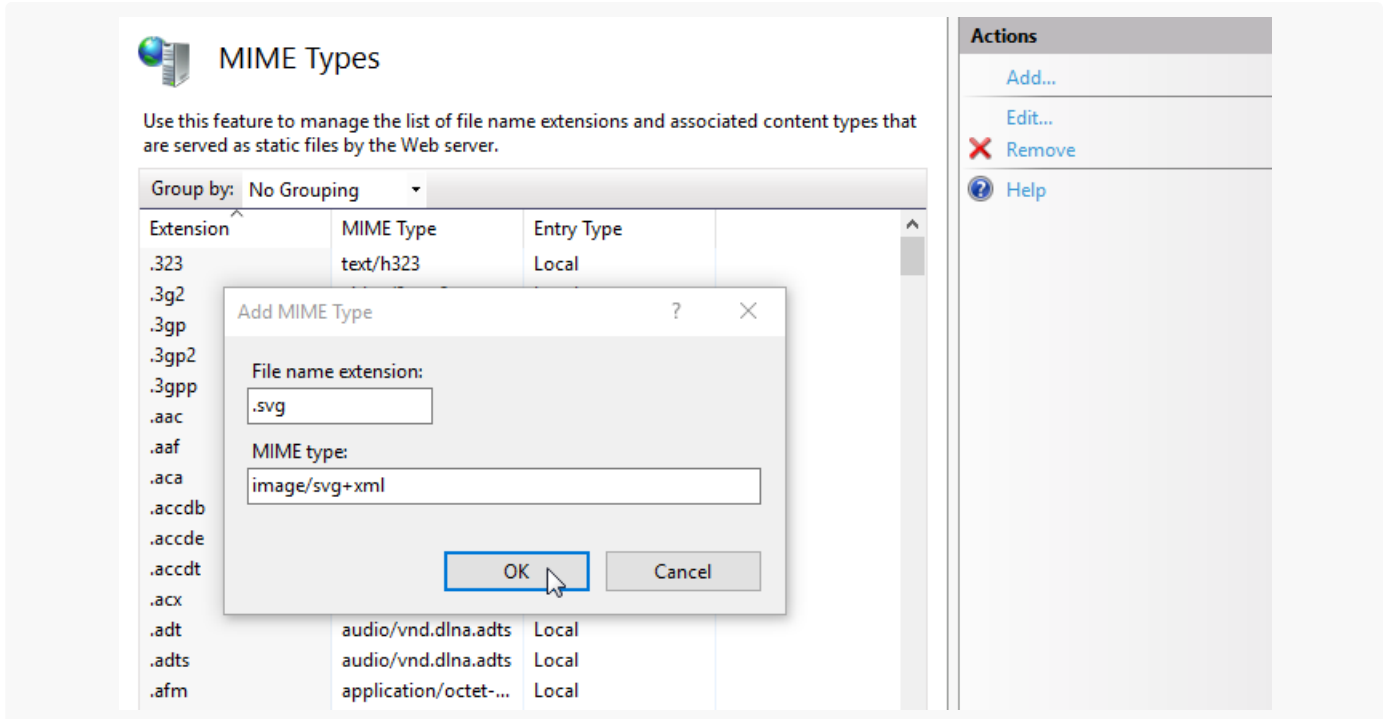 MIME Types
Use this feature to manage the list of file name extensions and associated content types that
are served as static files by the Web server.
Group by: No Grouping
Extension MIME Type Entry Type
.323 text/h323 Local
.3g2
.3gp
.3gp2
.3gpp
.aac
.aaf
.aca
.accdb
.accde
.accdt
.acx
.adt audio/vnd.dlna.adts Local
.adts audio/vnd.dlna.adts Local
.afm application/octet-... Local
Add MIME Type ?
File name extension:
.svg
MIME type:
image/svg+xml
OK Cancel
Actions
Add...
Edit...
Remove
Help